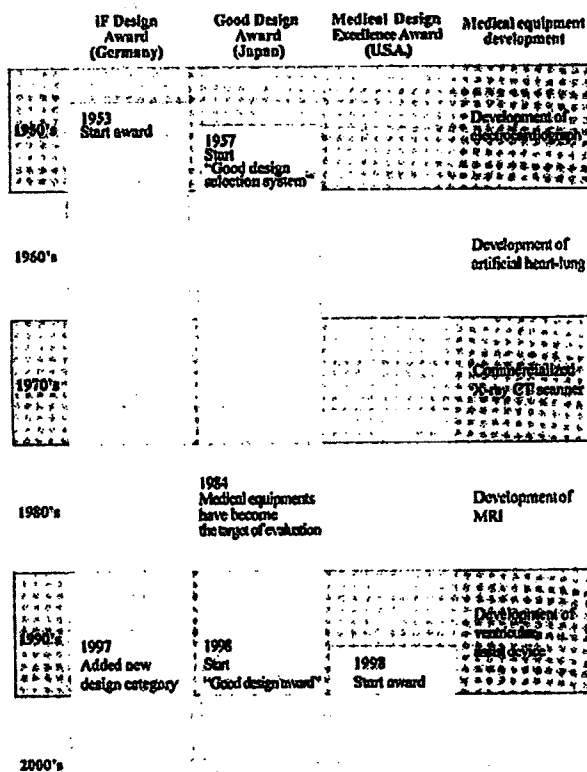 iF Design
Award
(Germany)
Good Design
Award
(Japan)
Medical Design
Excellence Award
(U.S.A.)
Medical equipment
development
1950's
1953
Start award
1957
Start
"Good design
selection system"
Development of
1960's
Development of
artificial heart-lung
1970's
Commercialized
X-ray CT scanner
1980's
1984
Medical equipments
have become
the target of evaluation
Development of
MRI
1990's
1997
Added new
design category
1998
Start
"Good design award"
1998
Start award
Development of
ventricular
device
2000's